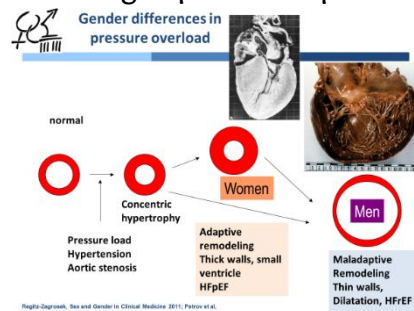 Gender differences in
pressure overload
normal
Concentric
hypertrophy
Women
Men
Pressure load
Hypertension
Aortic stenosis
Adaptive
remodeling
Thick walls, small
ventricle
HFpEF
Maladaptive
Remodeling
Thin walls,
Dilatation, HFrEF
Regitz-Zagrosek, Sex and Gender in Clinical Medicine 2011; Petrov et al,